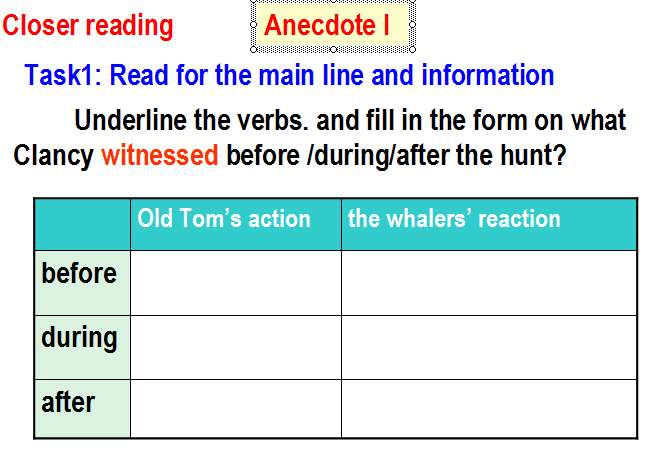 Closer reading
Anecdote I
Task1: Read for the main line and information
Underline the verbs. and fill in the form on what
Clancy witnessed before /during/after the hunt?
Old Tom's action
the whalers' reaction
before
during
after